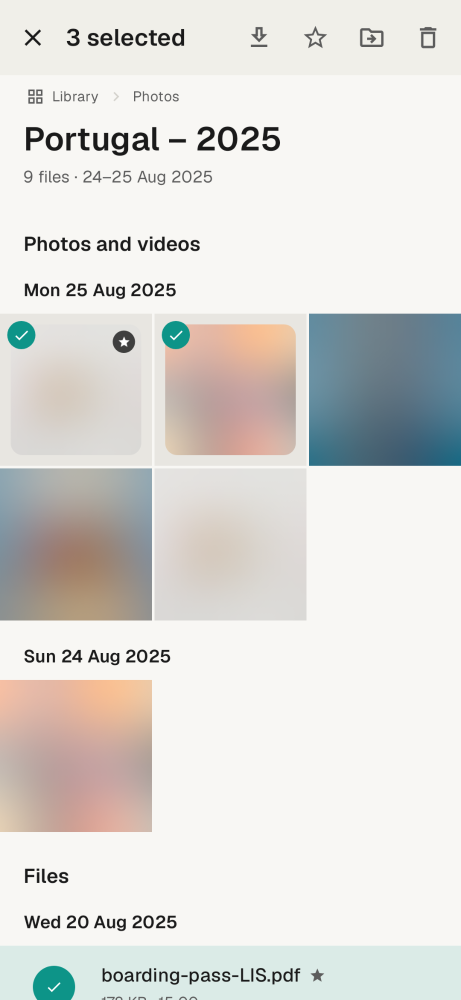 3 selected
Library > Photos
Portugal – 2025
9 files · 24–25 Aug 2025
Photos and videos
Mon 25 Aug 2025
Sun 24 Aug 2025
Files
Wed 20 Aug 2025
boarding-pass-LIS.pdf